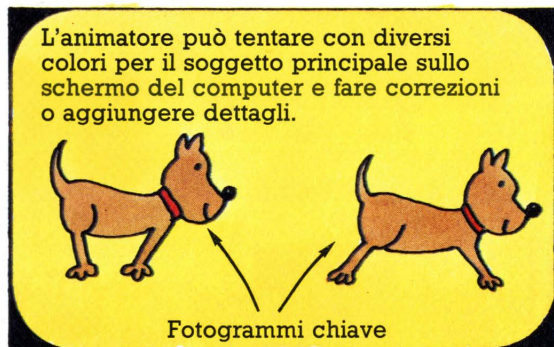 L'animatore può tentare con diversi
colori per il soggetto principale sullo
schermo del computer e fare correzioni
o aggiungere dettagli.
Fotogrammi chiave